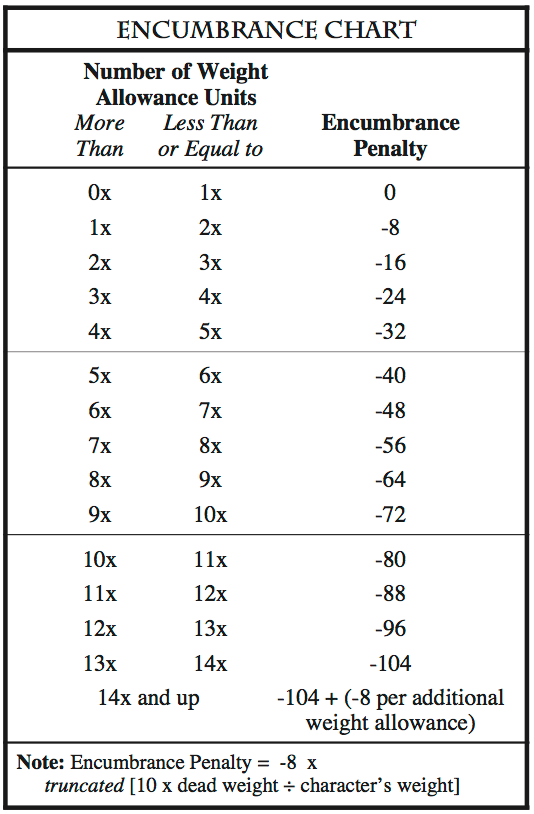 ENCUMBRANCE CHART
Number of Weight
Allowance Units
More Less Than Encumbrance
Than or Equal to Penalty
0x 1x 0
1x 2x -8
2x 3x -16
3x 4x -24
4x 5x -32
5x 6x -40
6x 7x -48
7x 8x -56
8x 9x -64
9x 10x -72
10x 11x -80
11x 12x -88
12x 13x -96
13x 14x -104
14x and up -104 + (-8 per additional
weight allowance)
Note: Encumbrance Penalty = -8 x
truncated [10 x dead weight ÷ character's weight]